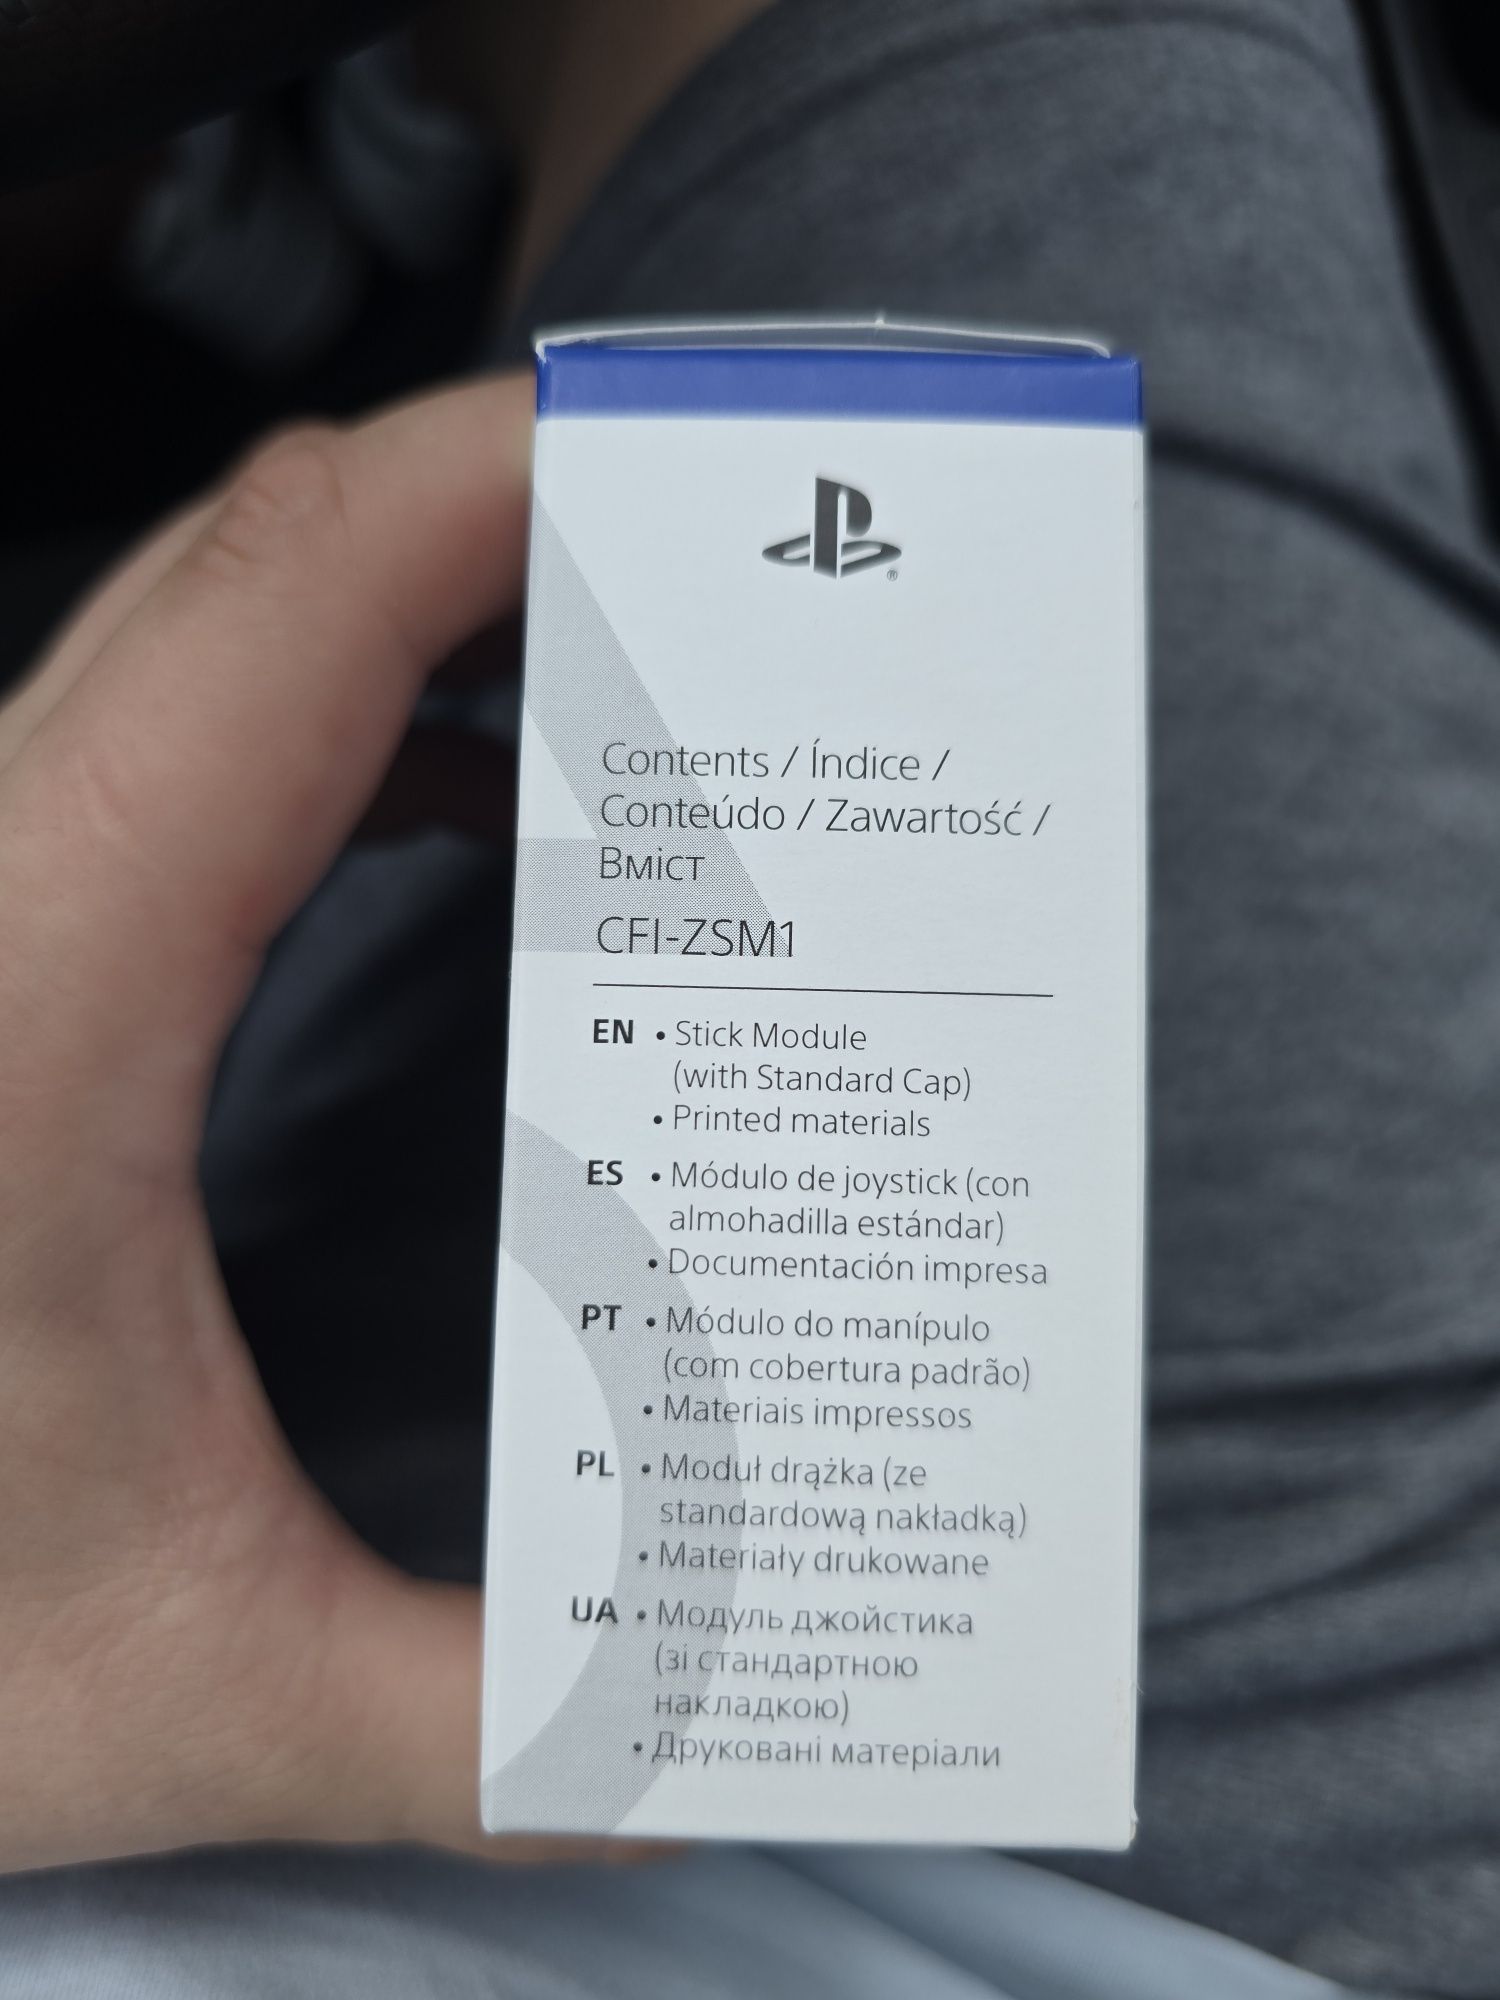 Contents / Índice /
Conteúdo / Zawartość /
Вміст
CFI-ZSM1
EN • Stick Module
(with Standard Cap)
• Printed materials
ES • Módulo de joystick (con
almohadilla estándar)
• Documentación impresa
PT • Módulo do manípulo
(com cobertura padrão)
• Materiais impressos
PL • Moduł drążka (ze
standardową nakładką)
• Materiały drukowane
UA • Модуль джойстика
(зі стандартною
накладкою)
• Друковані матеріали